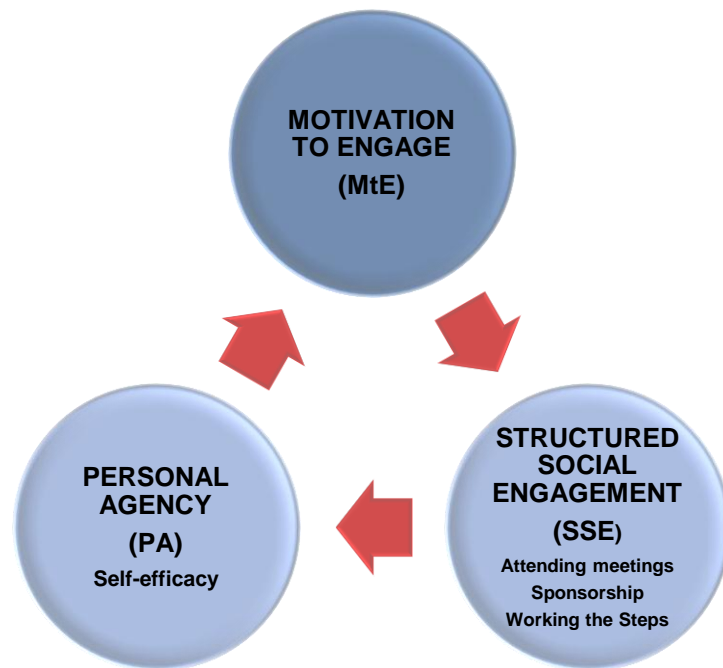 MOTIVATION
TO ENGAGE
(MtE)
PERSONAL
AGENCY
(PA)
Self-efficacy
STRUCTURED
SOCIAL
ENGAGEMENT
(SSE)
Attending meetings
Sponsorship
Working the Steps